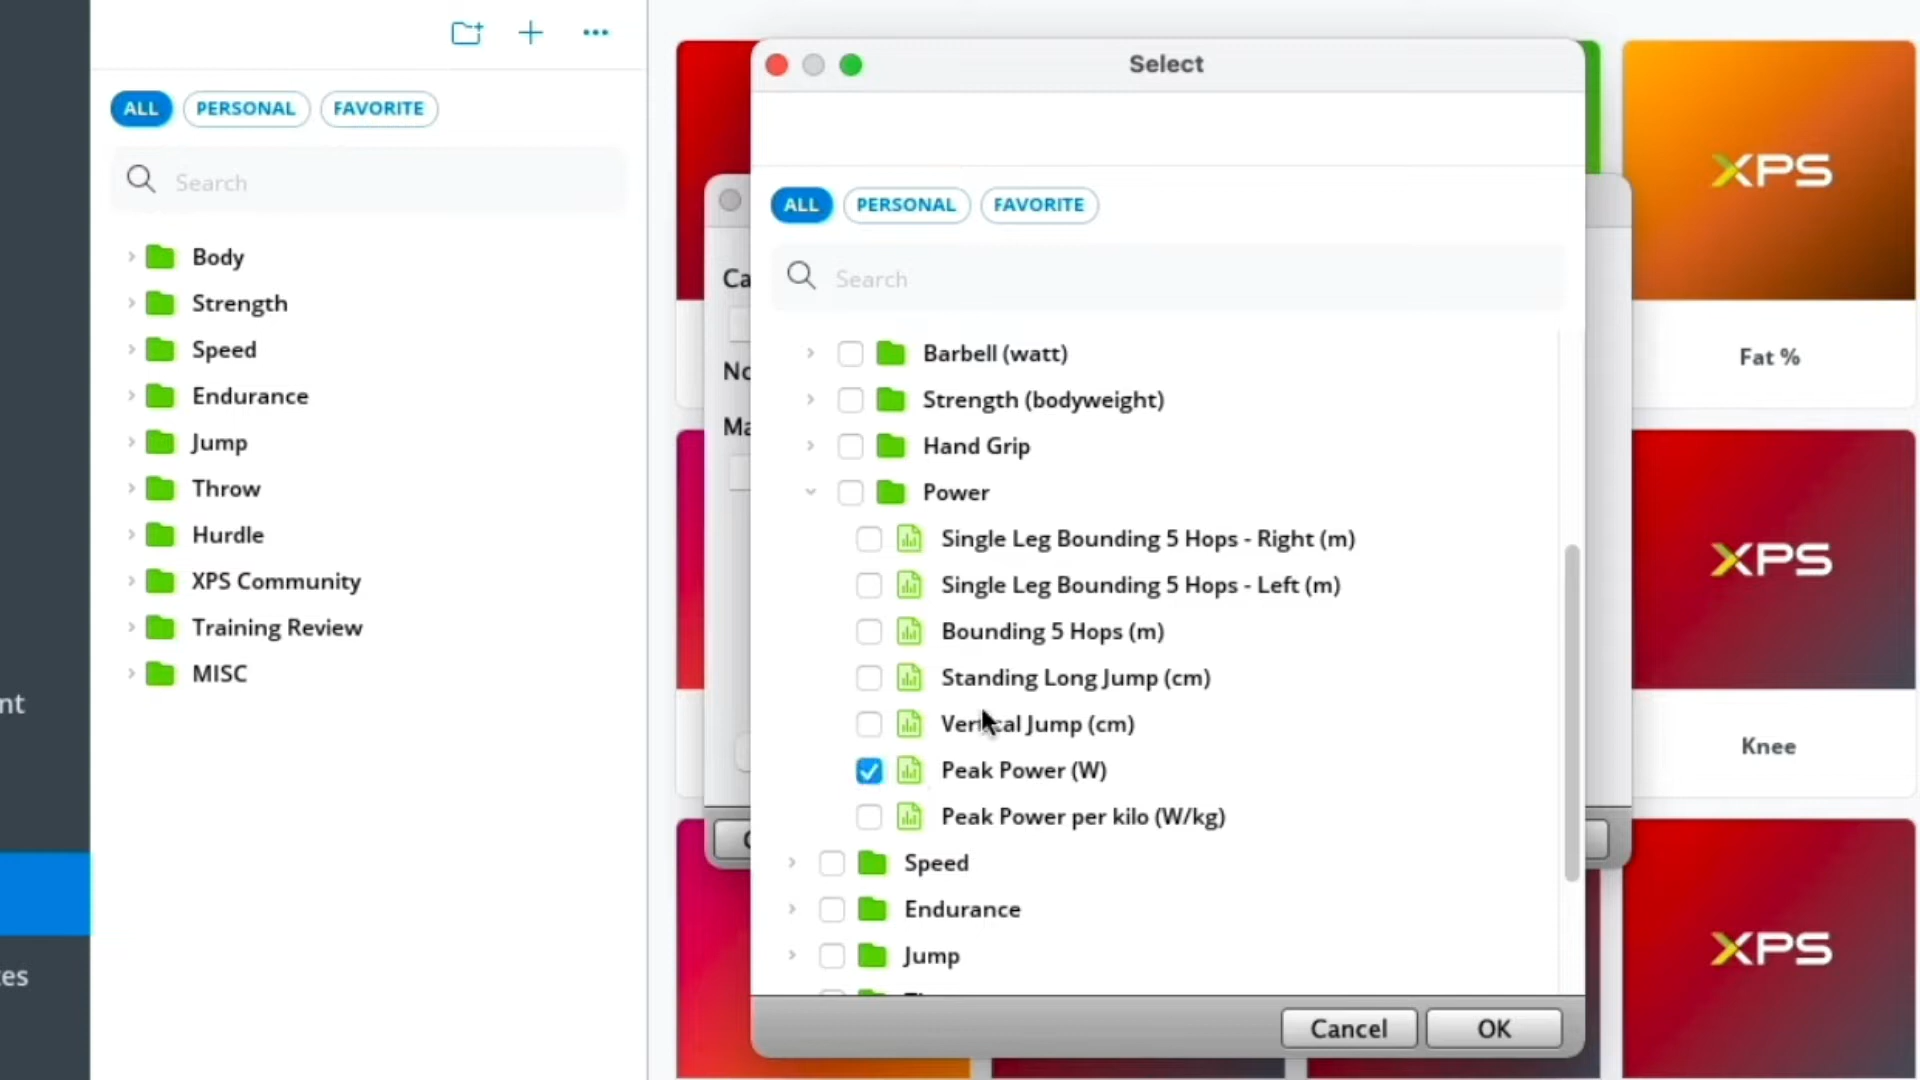 ALL
PERSONAL
FAVORITE
Search
Body
Strength
Speed
Endurance
Jump
Throw
Hurdle
XPS Community
Training Review
MISC
nt
es
Select
ALL
PERSONAL
FAVORITE
Search
Barbell (watt)
Strength (bodyweight)
Hand Grip
Power
Single Leg Bounding 5 Hops - Right (m)
Single Leg Bounding 5 Hops - Left (m)
Bounding 5 Hops (m)
Standing Long Jump (cm)
Vertical Jump (cm)
Peak Power (W)
Peak Power per kilo (W/kg)
Speed
Endurance
Jump
Cancel
OK
Ca
No
Ma
XPS
Fat %
XPS
Knee
XPS